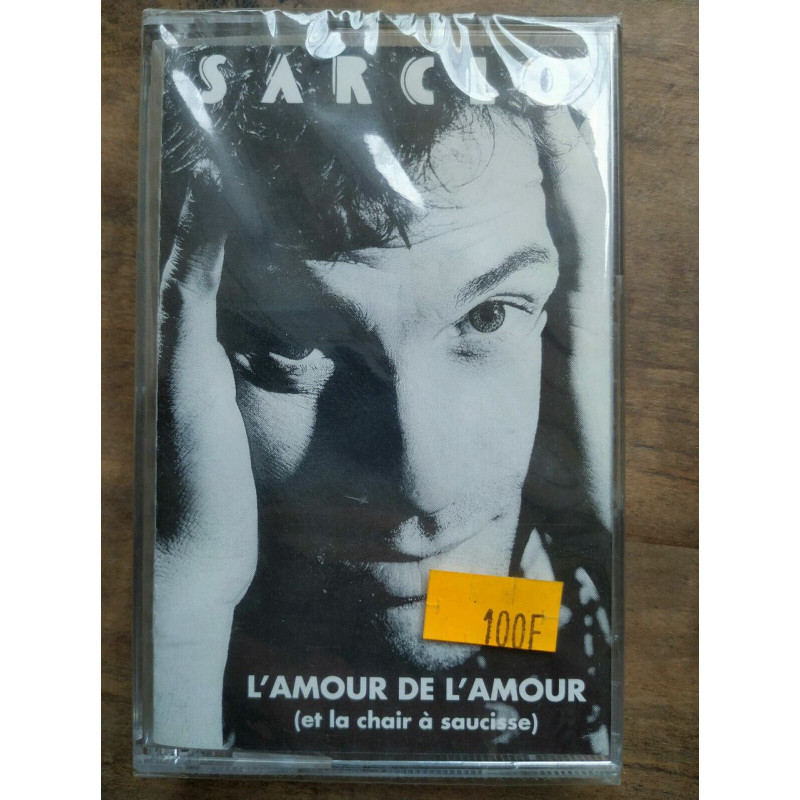 SARCLO
100F
L'AMOUR DE L'AMOUR
(et la chair à saucisse)